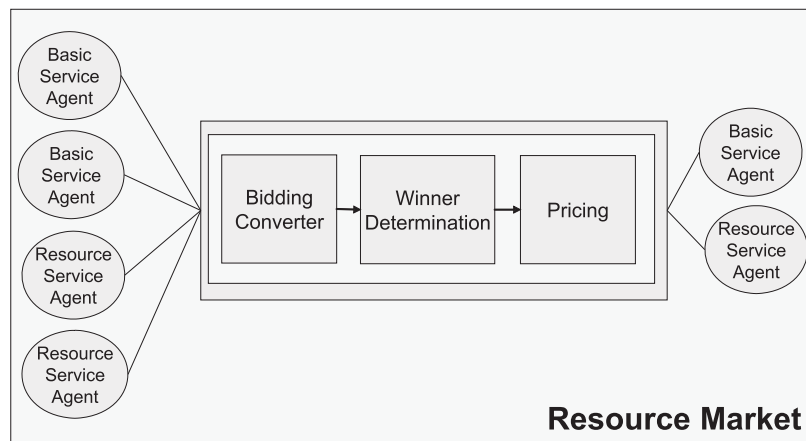 Basic
Service
Agent
Basic
Service
Agent
Resource
Service
Agent
Resource
Service
Agent
Bidding
Converter
Winner
Determination
Pricing
Basic
Service
Agent
Resource
Service
Agent
Resource Market